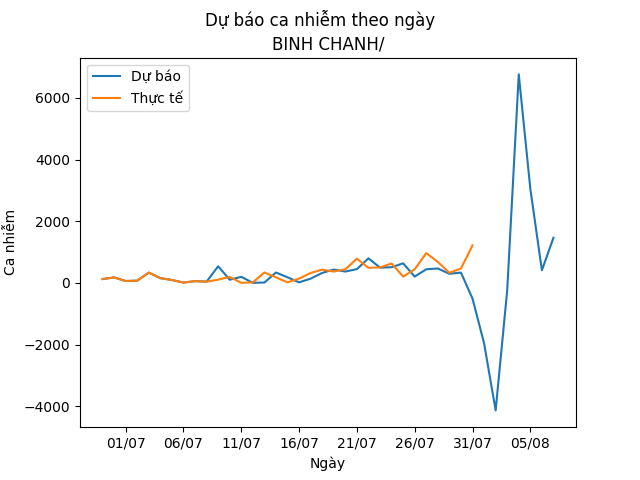 Dự báo ca nhiễm theo ngày
BINH CHANH/
Dự báo
Thực tế
Ca nhiễm
6000
4000
2000
0
−2000
−4000
01/07 06/07 11/07 16/07 21/07 26/07 31/07 05/08
Ngày